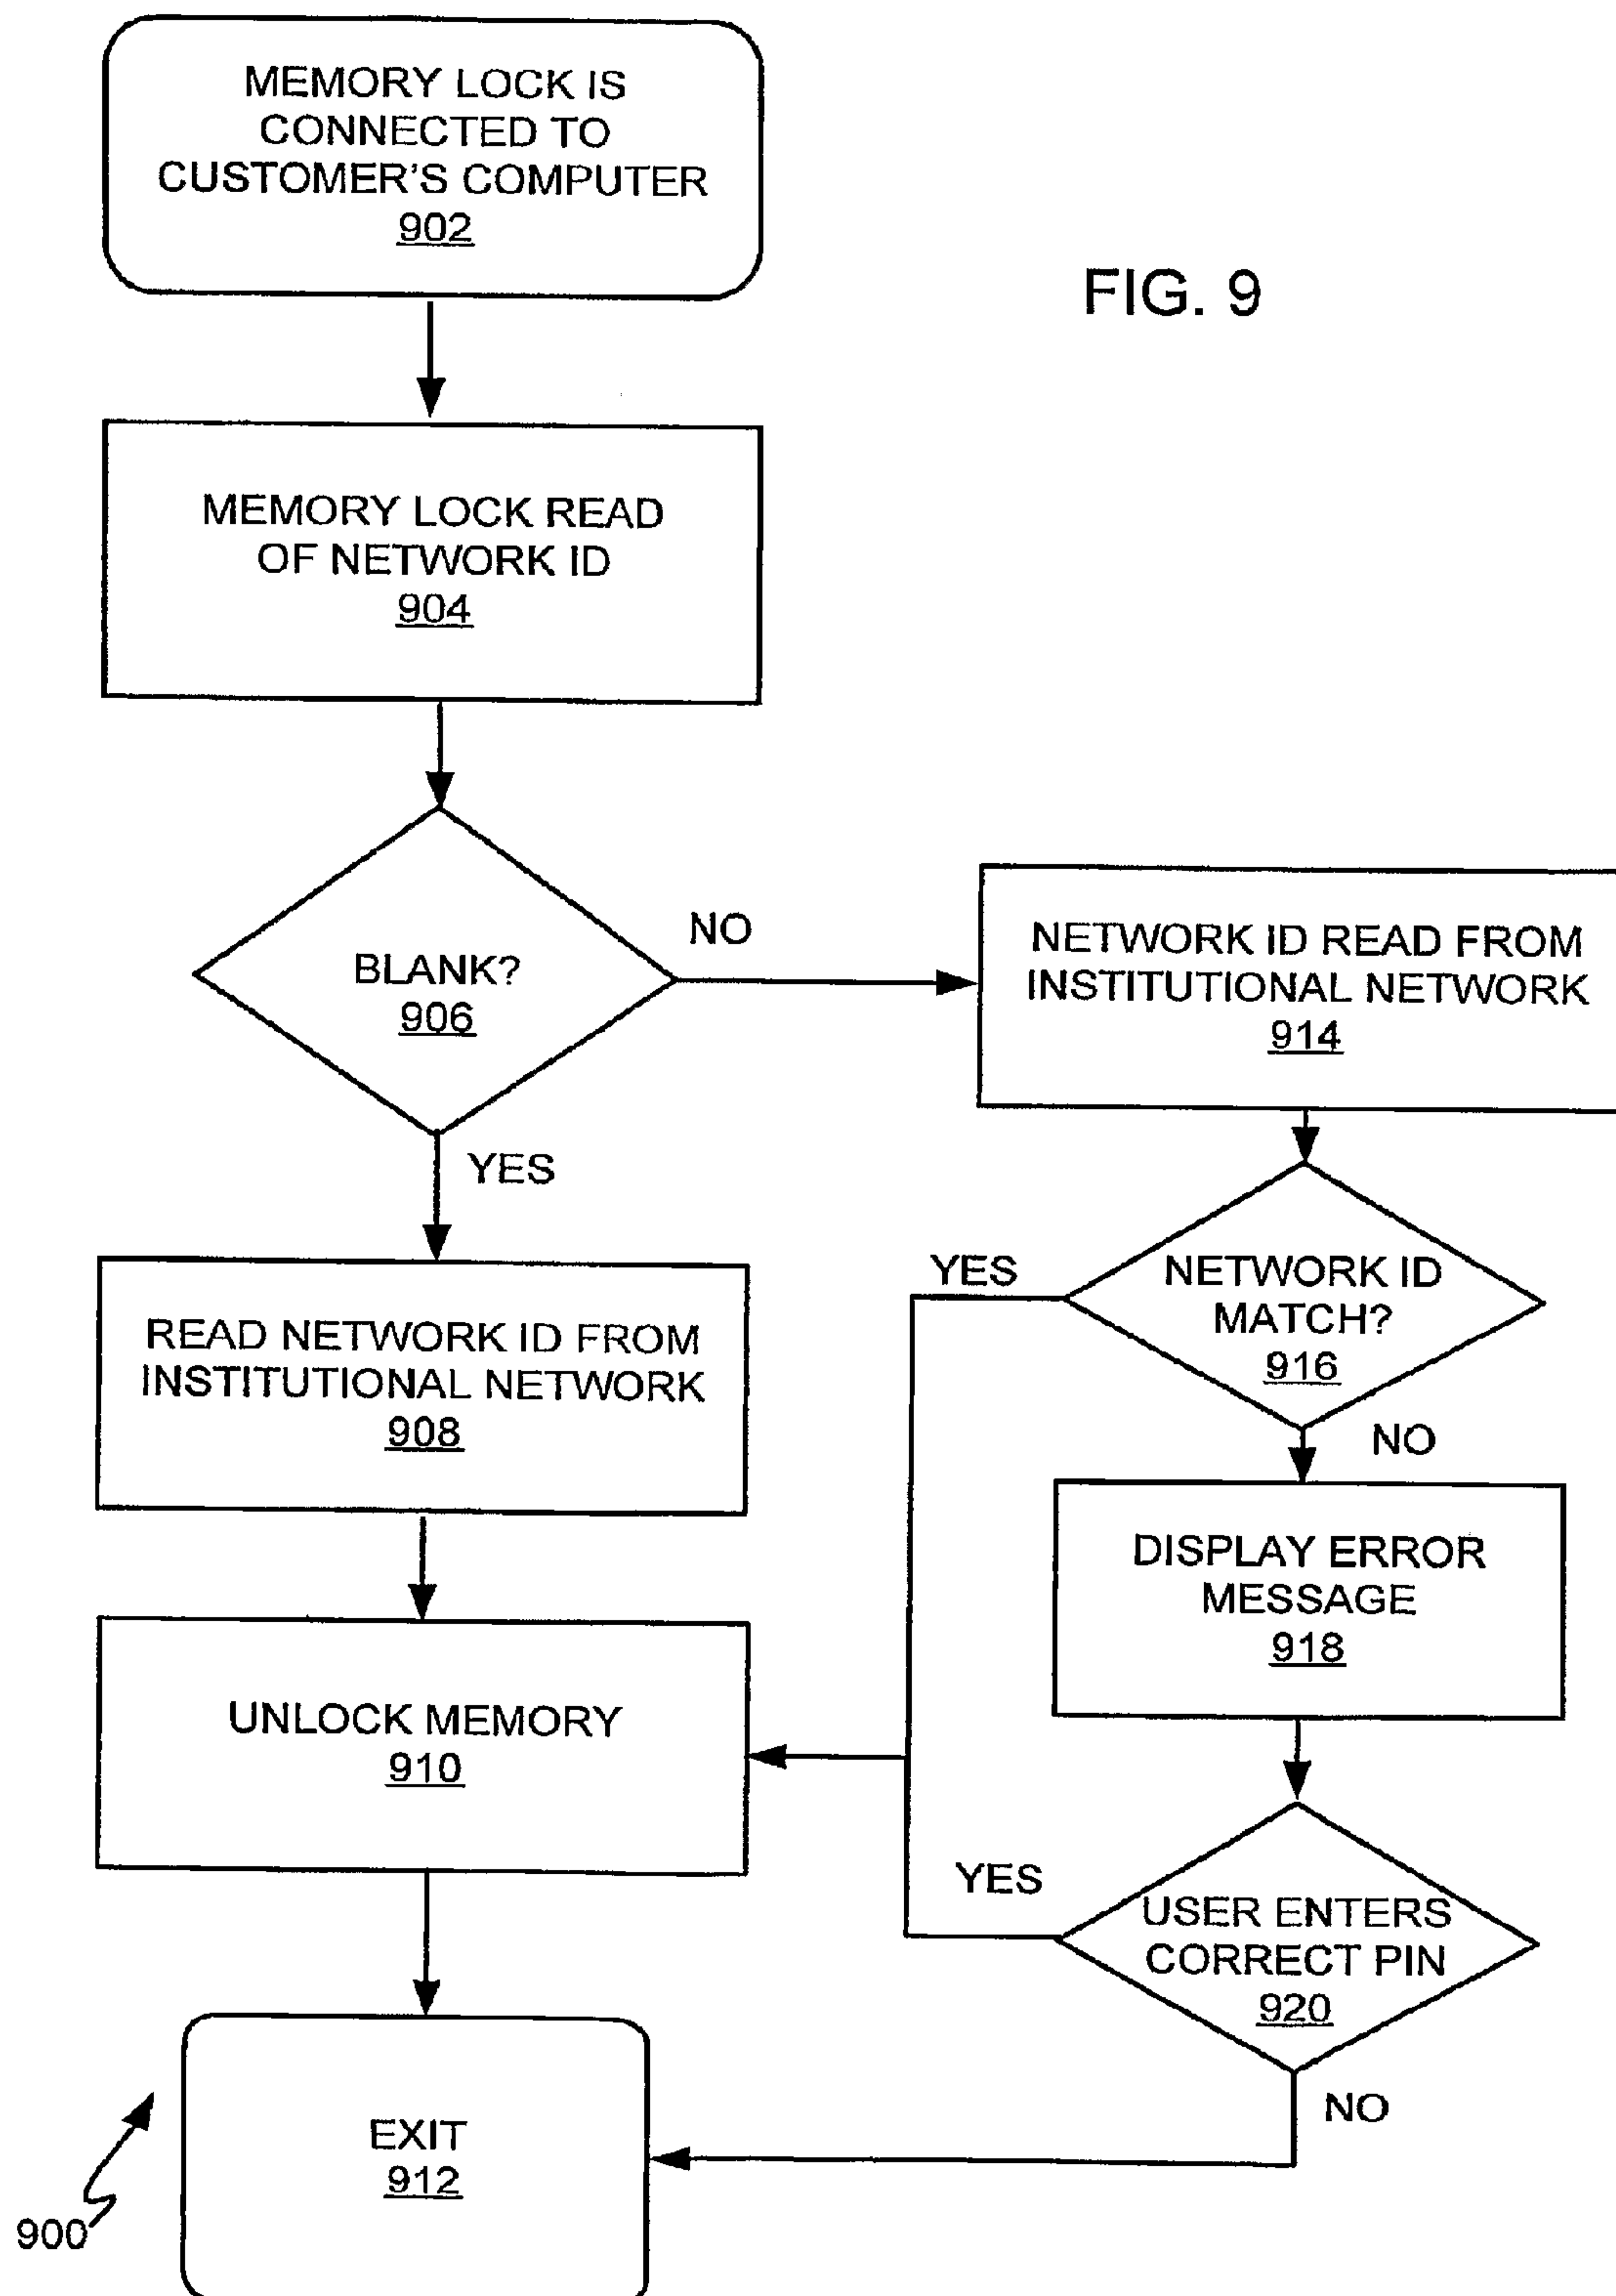 MEMORY LOCK IS
CONNECTED TO
CUSTOMER'S COMPUTER
902
FIG. 9
MEMORY LOCK READ
OF NETWORK ID
904
BLANK?
906
NO
YES
NETWORK ID READ FROM
INSTITUTIONAL NETWORK
914
NETWORK ID
MATCH?
916
YES
NO
READ NETWORK ID FROM
INSTITUTIONAL NETWORK
908
DISPLAY ERROR
MESSAGE
918
UNLOCK MEMORY
910
USER ENTERS
CORRECT PIN
920
YES
NO
EXIT
912
900